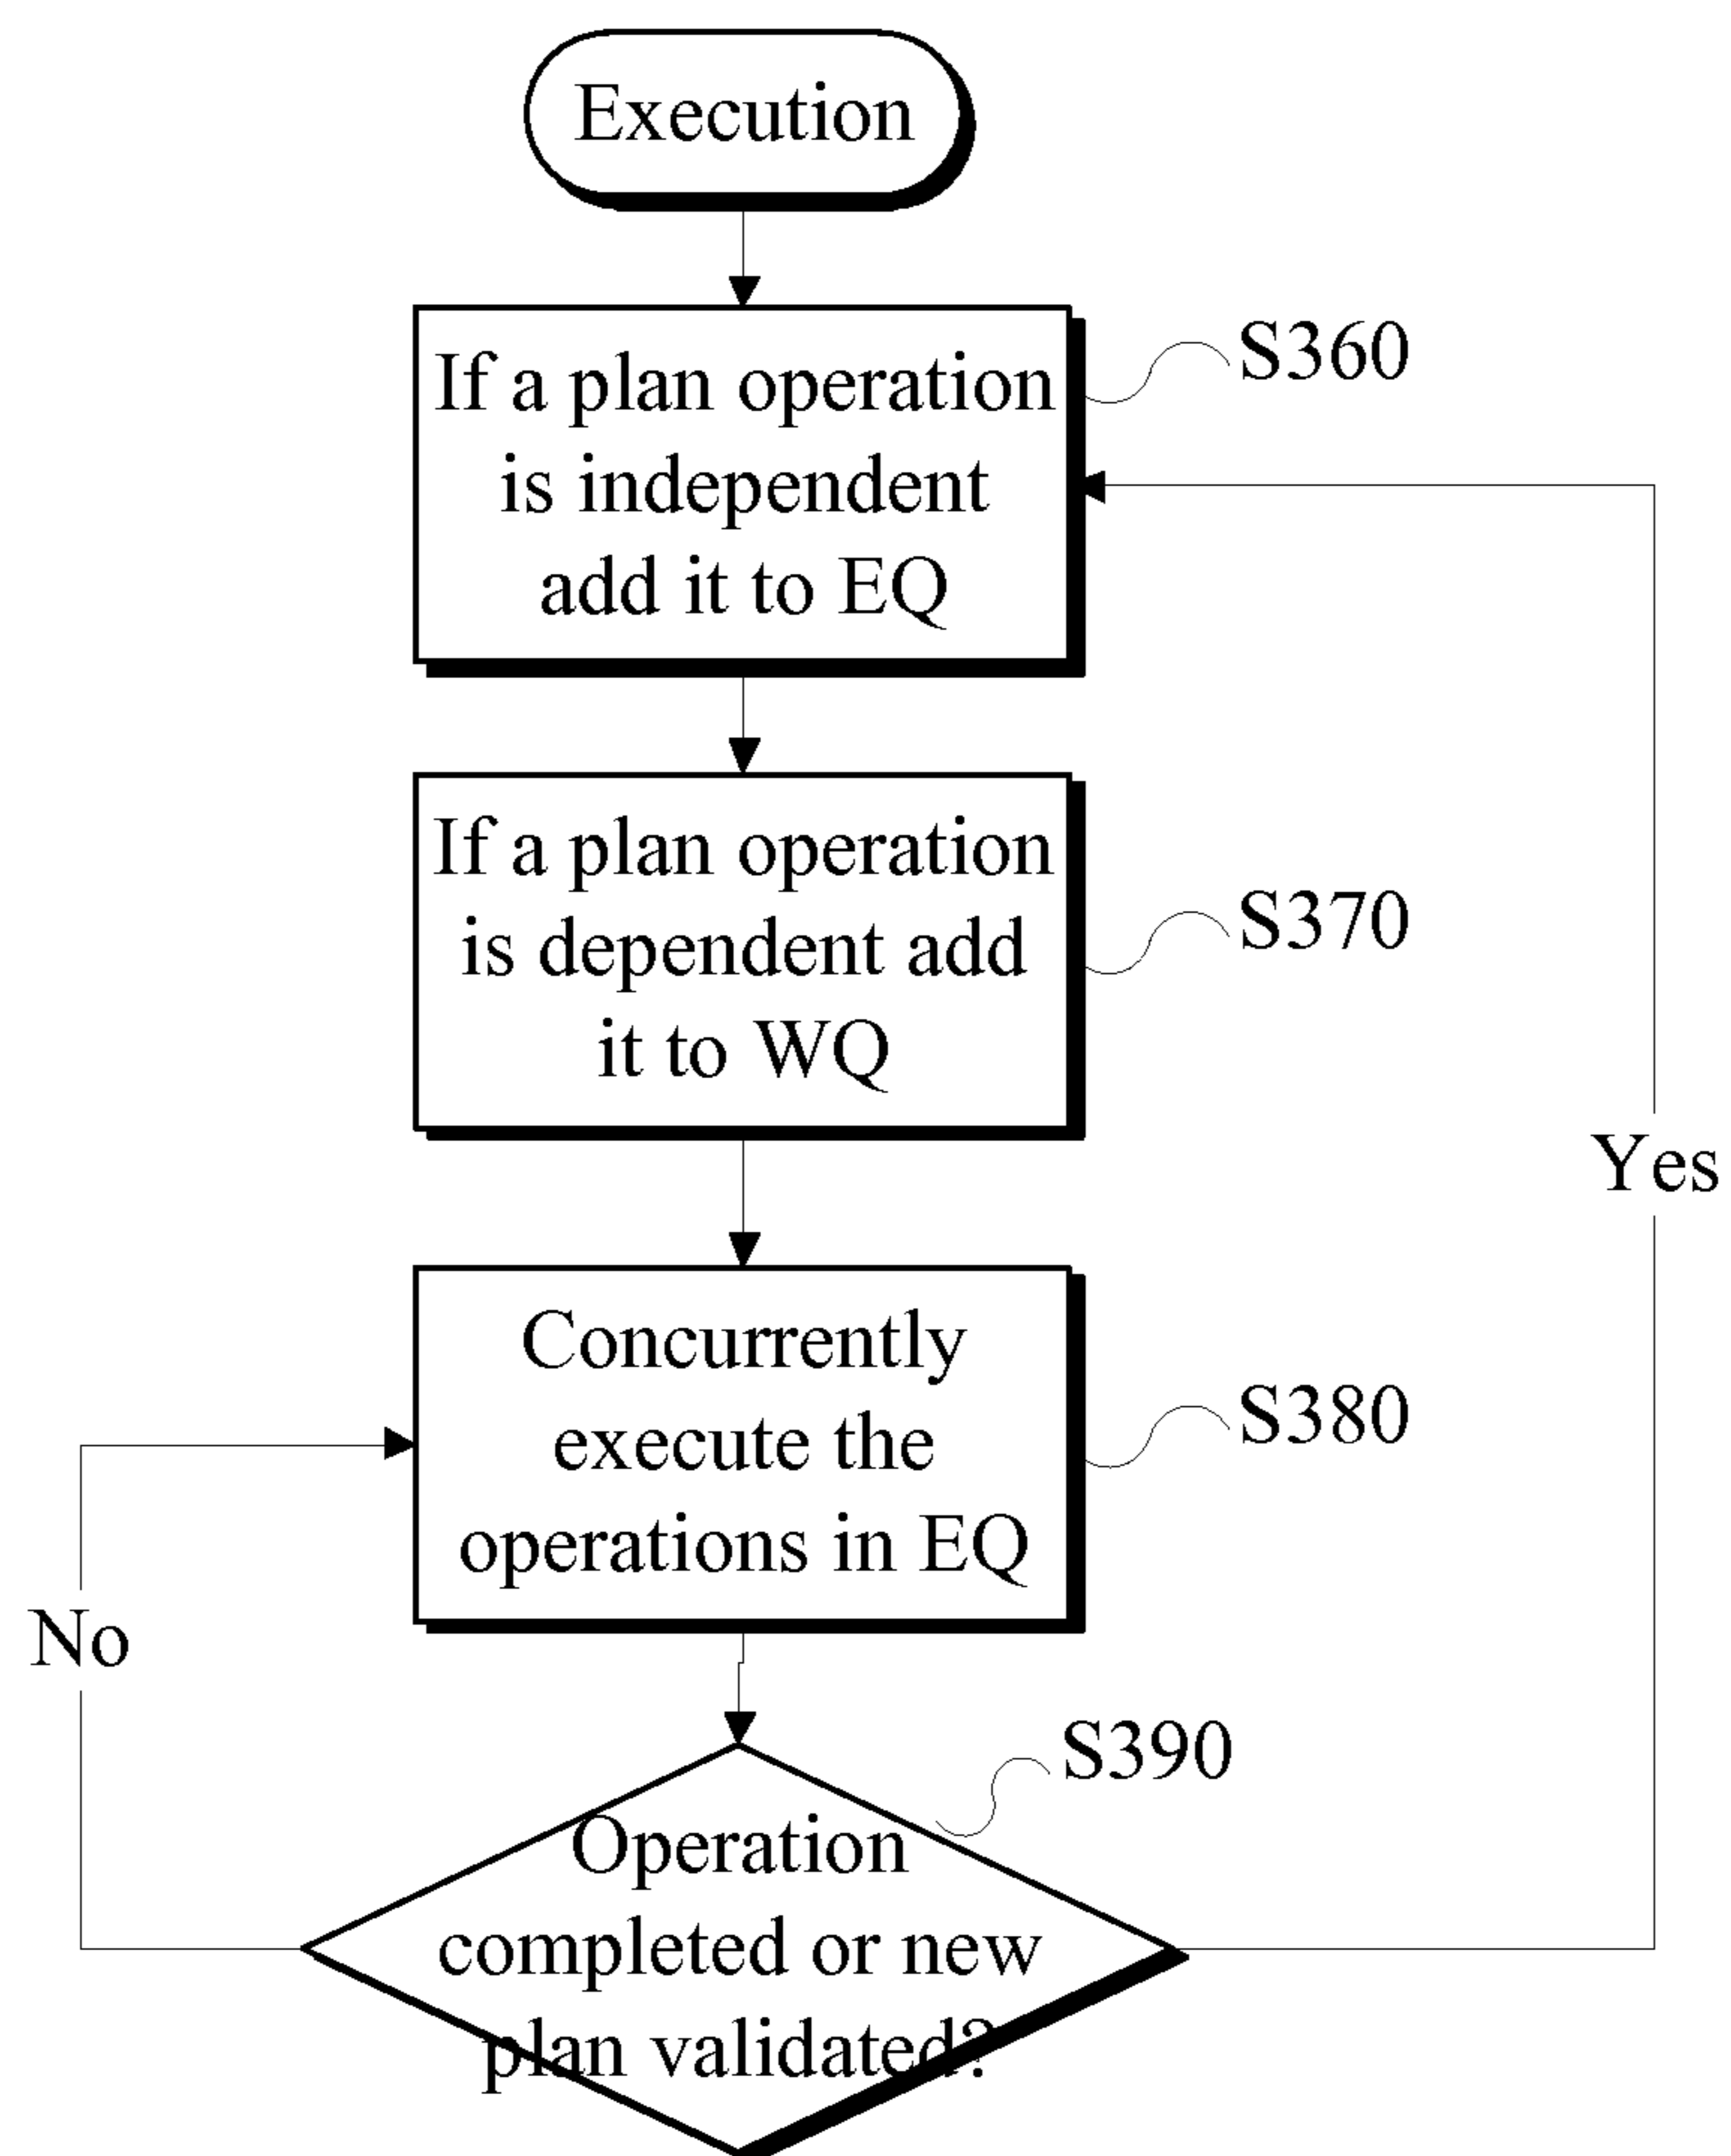 Execution
If a plan operation
is independent
add it to EQ
S360
If a plan operation
is dependent add
it to WQ
S370
Yes
Concurrently
execute the
operations in EQ
S380
No
S390
Operation
completed or new
plan validated?